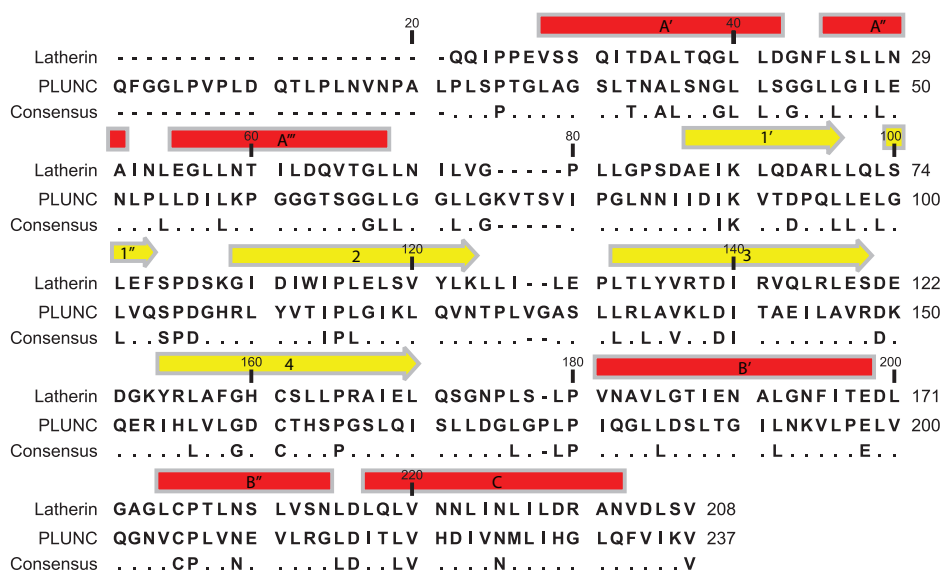 20 A' 40 A''
Latherin ---------- ---------- -QQIPPEVSS QITDALTQGL LDGNFLSLLN 29
PLUNC QFGGLPVPLD QTLPLNVNPA LPLSPTGLAG SLTNALSNGL LSGGLLGILE 50
Consensus ---------- ---------- ....P..... ..T.AL..GL L.G..L..L.
60 A''' 80 1' 100
Latherin AINLEGLLNT ILDQVTGLLN ILVG-----P LLGPSDAEIK LQDARLLQLS 74
PLUNC NLPLLDILKP GGGTSGGLLG GLLGKVTSVI PGLNNIIDIK VTDPQLLELG 100
Consensus ...L...L.. ......GLL. .L.G-----. ........IK ..D..LL.L.
1'' 2 120 140 3
Latherin LEFSPDSKGI DIWIPLELSV YLKLLI--LE PLTLYVRTDI RVQLRLESDE 122
PLUNC LVQSPDGHRL YVTIPLGIKL QVNTPLVGAS LLRLAVKLDI TAEILAVRDK 150
Consensus L..SPD.... ...IPL.... ......--.. .L.L.V..DI ........D.
160 4 180 B' 200
Latherin DGKYRLAFGH CSLLPRAIEL QSGNPLS-LP VNAVLGTIEN ALGNFITEDL 171
PLUNC QERIHLVLGD CTHSPGSLQI SLLDGLGPLP IQGLLDSLTG ILNKVLPELV 200
Consensus .....L..G. C...P..... .....L.-LP ....L..... .L.....E..
B'' 220 C
Latherin GAGLCPTLNS LVSNLDLQLV NNLINLILDR ANVDLSV 208
PLUNC QGNVCPLVNE VLRGLDITLV HDIVNMLIHG LQFVIKV 237
Consensus ....CP..N. ....LD..LV ....N..... ......V